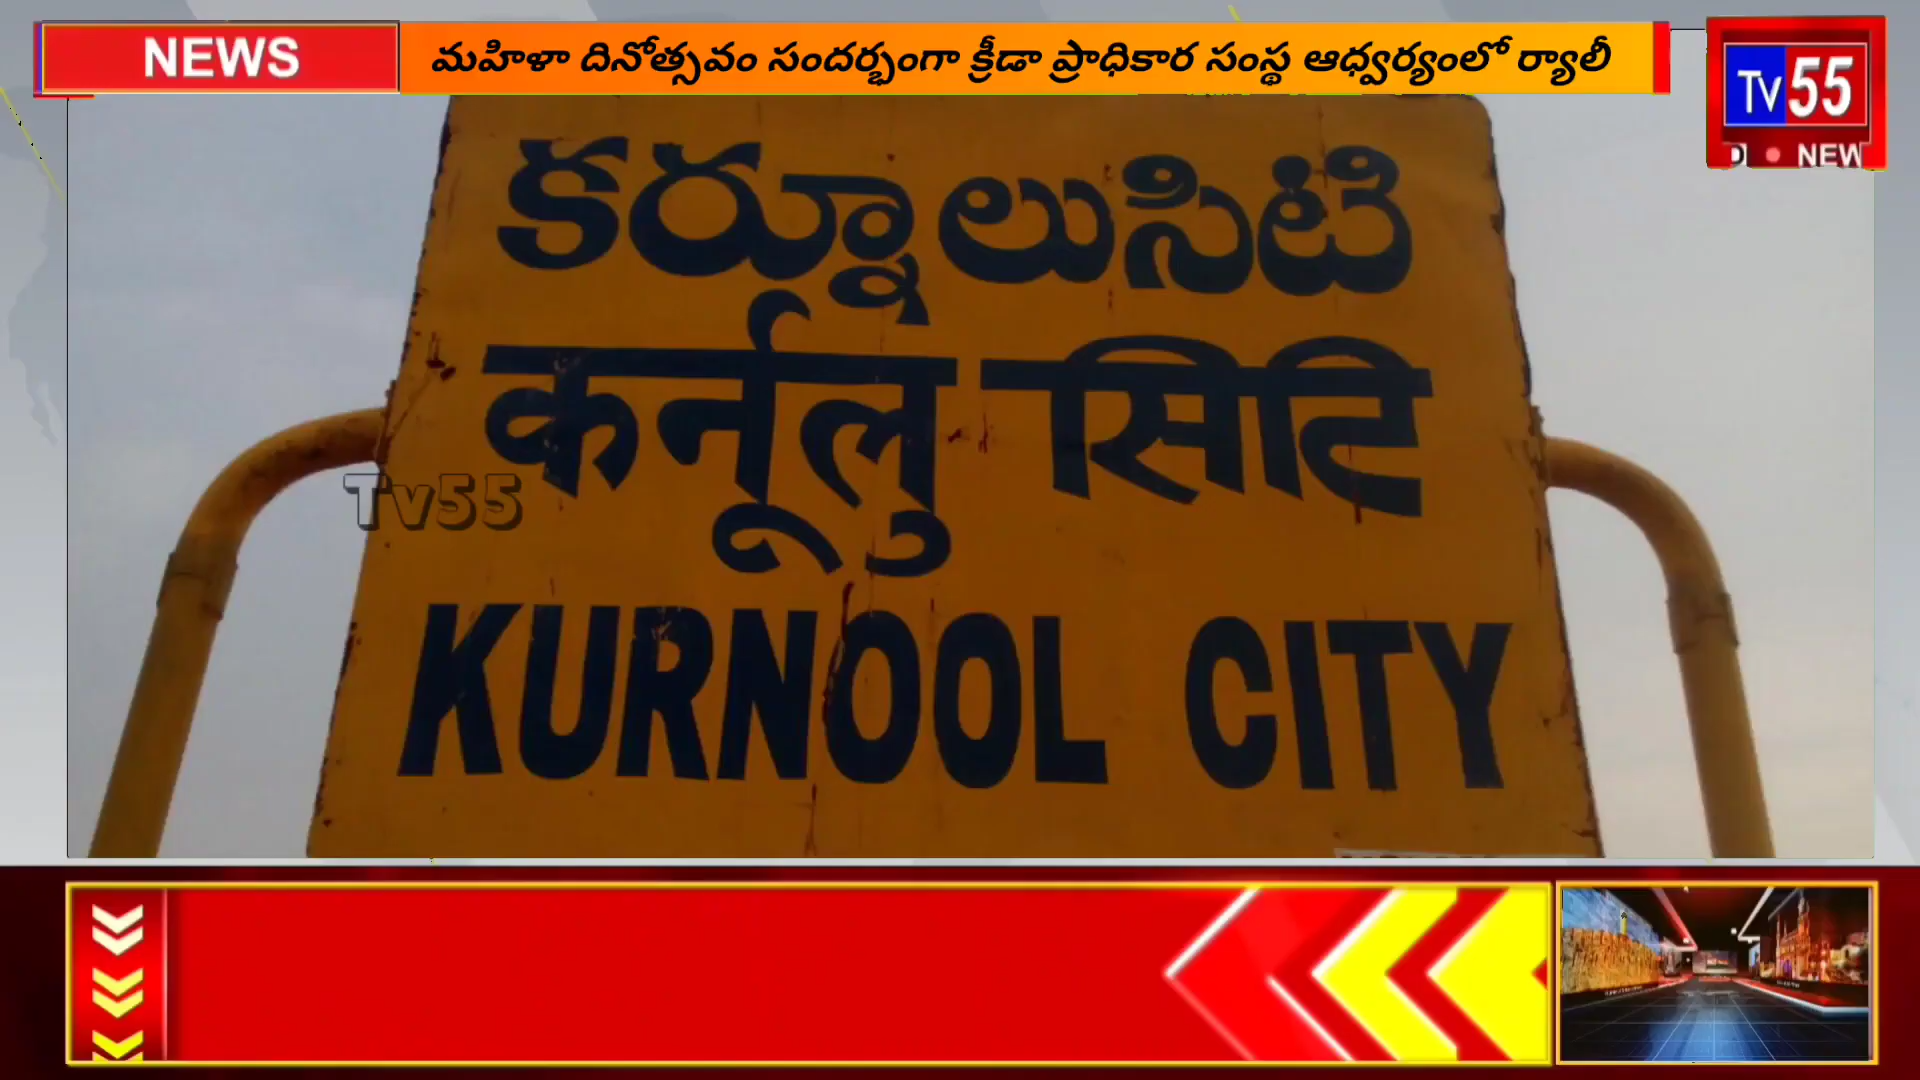 NEWS
మహిళా దినోత్సవం సందర్భంగా క్రీడా ప్రాధికార సంస్థ ఆధ్వర్యంలో ర్యాలీ
Tv55
NEW
కర్నూలుసిటి
कर्नूलु सिटि
Tv55
KURNOOL CITY